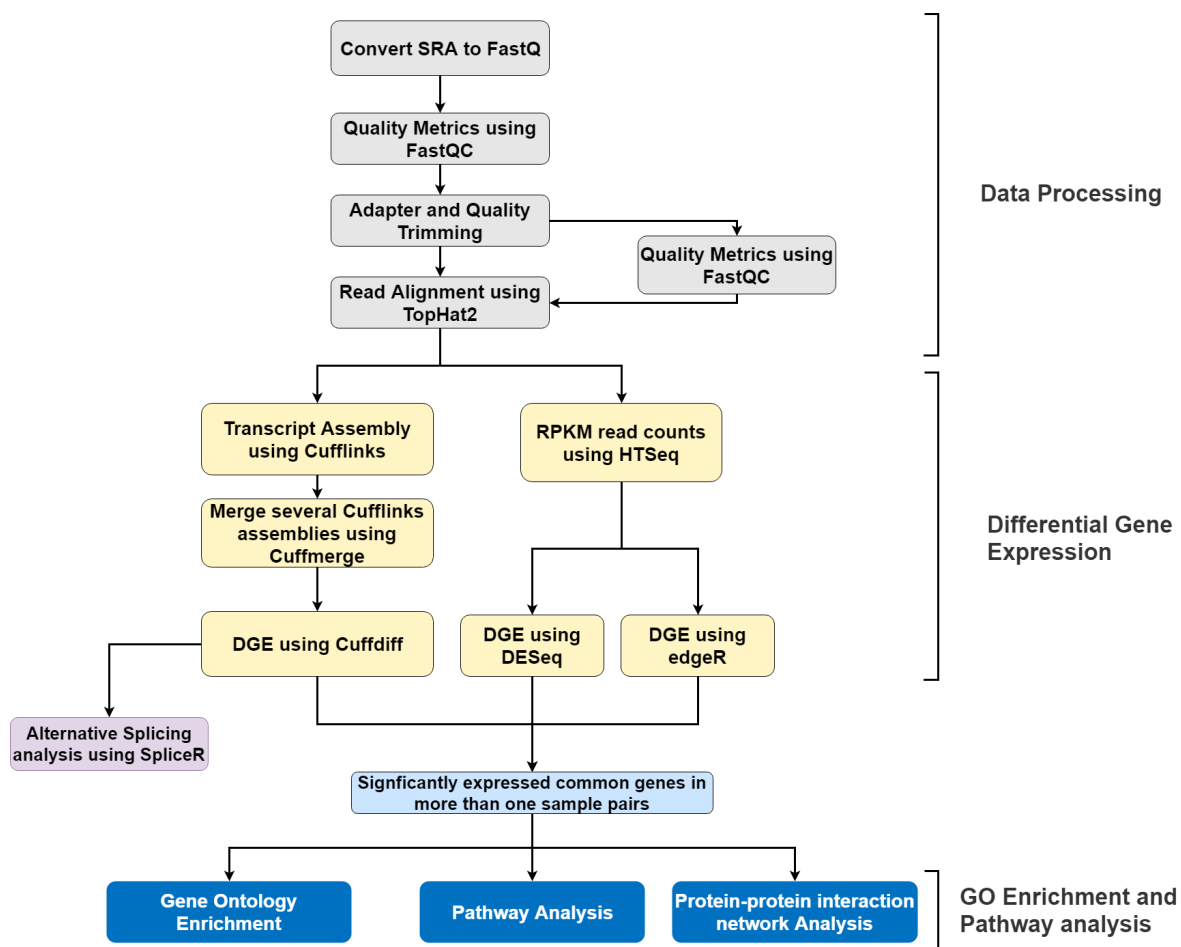 Convert SRA to FastQ
Quality Metrics using
FastQC
Adapter and Quality
Trimming
Quality Metrics using
FastQC
Read Alignment using
TopHat2
Data Processing
Transcript Assembly
using Cufflinks
RPKM read counts
using HTSeq
Merge several Cufflinks
assemblies using
Cuffmerge
Differential Gene
Expression
DGE using Cuffdiff
DGE using
DESeq
DGE using
edgeR
Alternative Splicing
analysis using SpliceR
Signficantly expressed common genes in
more than one sample pairs
Gene Ontology
Enrichment
Pathway Analysis
Protein-protein interaction
network Analysis
GO Enrichment and
Pathway analysis